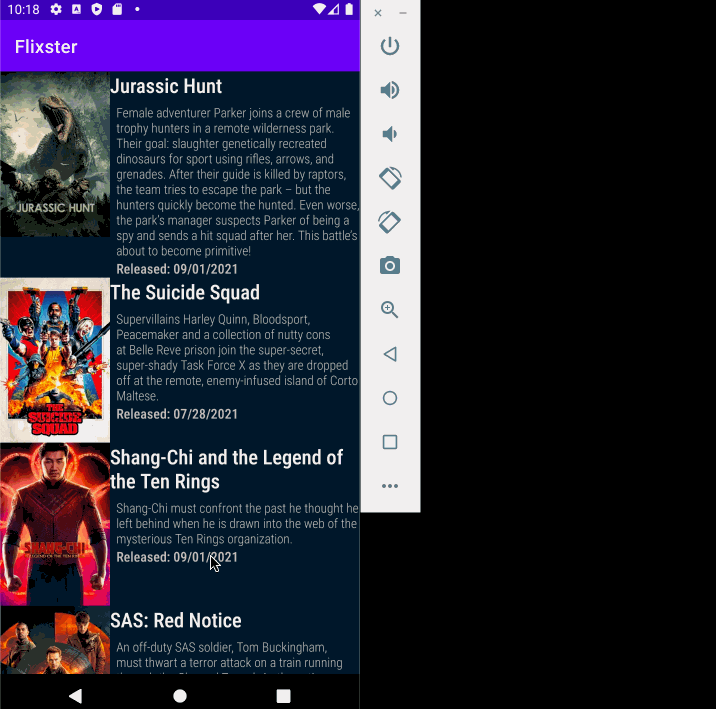 10:18
Flixster
Jurassic Hunt
Female adventurer Parker joins a crew of male
trophy hunters in a remote wilderness park.
Their goal: slaughter genetically recreated
dinosaurs for sport using rifles, arrows, and
grenades. After their guide is killed by raptors,
the team tries to escape the park – but the
hunters quickly become the hunted. Even worse,
the park's manager suspects Parker of being a
spy and sends a hit squad after her. This battle's
about to become primitive!
Released: 09/01/2021
JURASSIC HUNT
The Suicide Squad
Supervillains Harley Quinn, Bloodsport,
Peacemaker and a collection of nutty cons
at Belle Reve prison join the super-secret,
super-shady Task Force X as they are dropped
off at the remote, enemy-infused island of Corto
Maltese.
Released: 07/28/2021
THE
SUICIDE
SQUAD
Shang-Chi and the Legend of
the Ten Rings
Shang-Chi must confront the past he thought he
left behind when he is drawn into the web of the
mysterious Ten Rings organization.
Released: 09/01/2021
SHANG-CHI
SAS: Red Notice
An off-duty SAS soldier, Tom Buckingham,
must thwart a terror attack on a train running